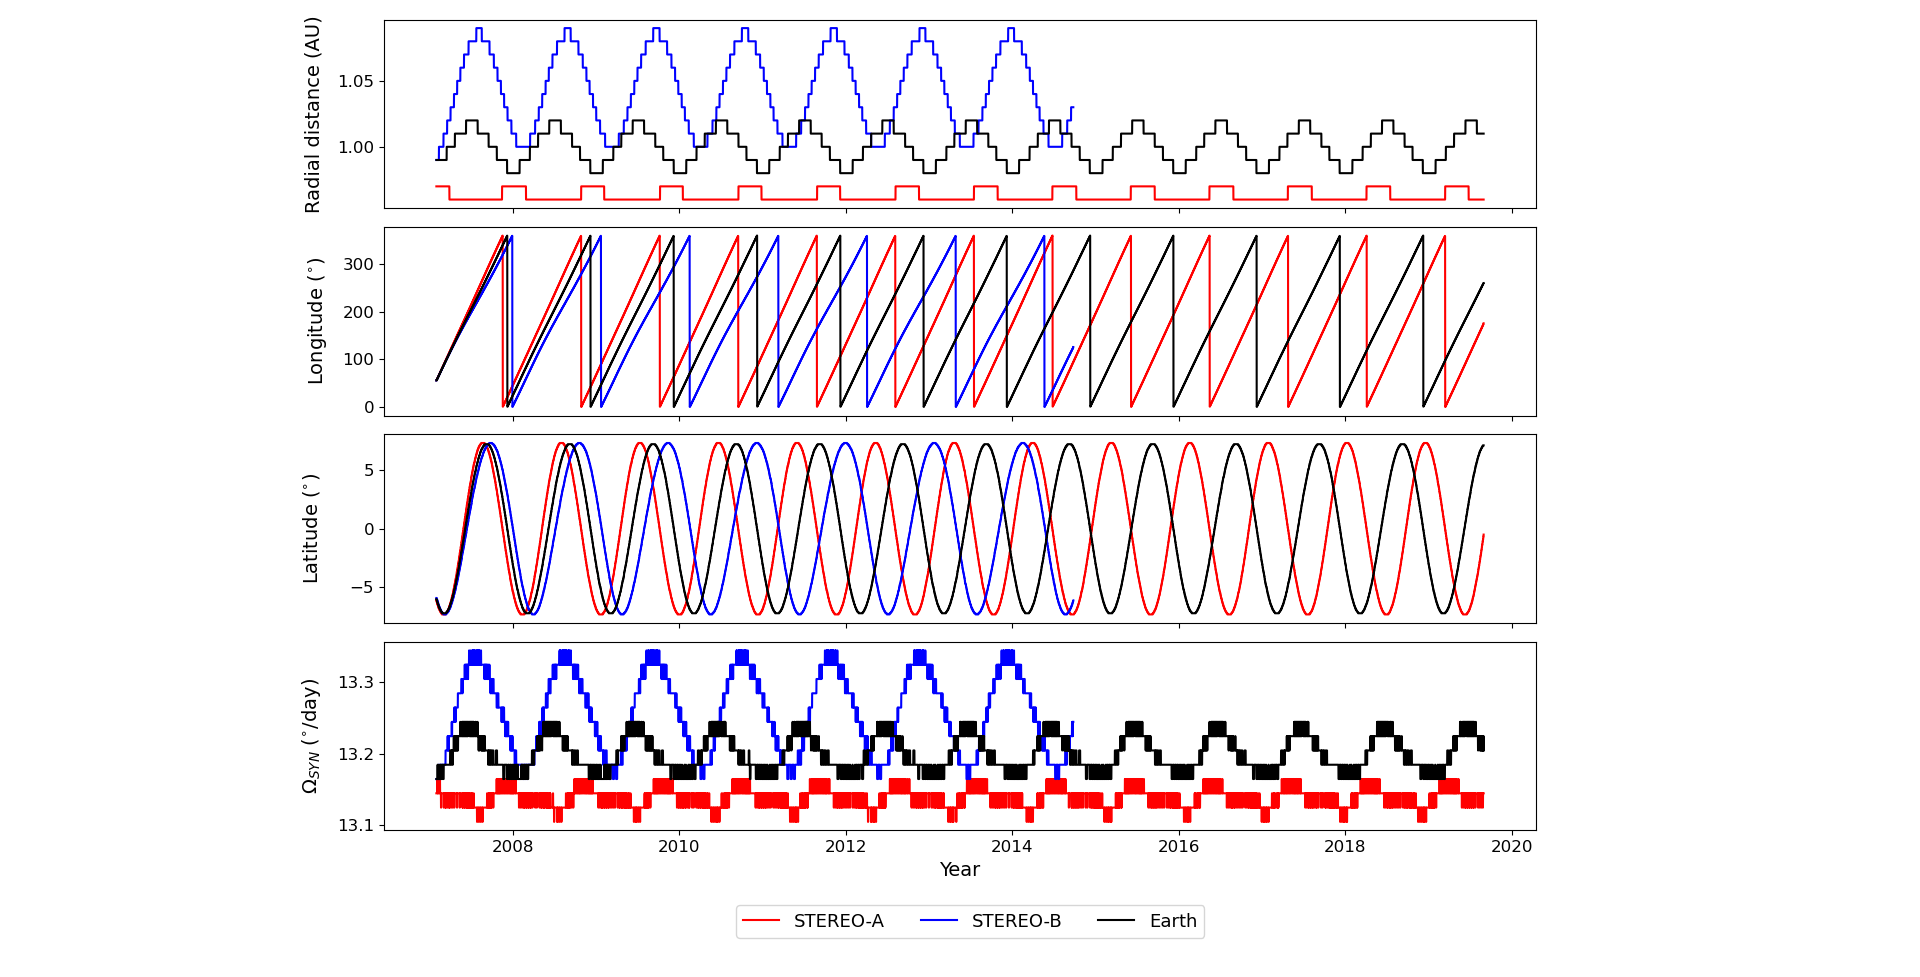 Radial distance (AU)
1.05
1.00
Longitude (°)
300
200
100
0
Latitude (°)
5
0
−5
Ω_SYN (°/day)
13.3
13.2
13.1
2008 2010 2012 2014 2016 2018 2020
Year
STEREO-A STEREO-B Earth